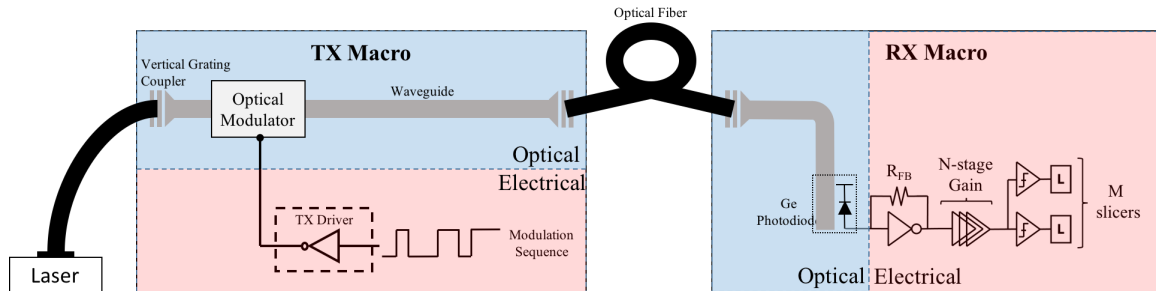 Optical Fiber
TX Macro
RX Macro
Vertical Grating
Coupler
Optical
Modulator
Waveguide
Optical
Electrical
TX Driver
Modulation
Sequence
Laser
Ge
Photodiode
R_FB
N-stage
Gain
L
L
M
slicers
Optical
Electrical